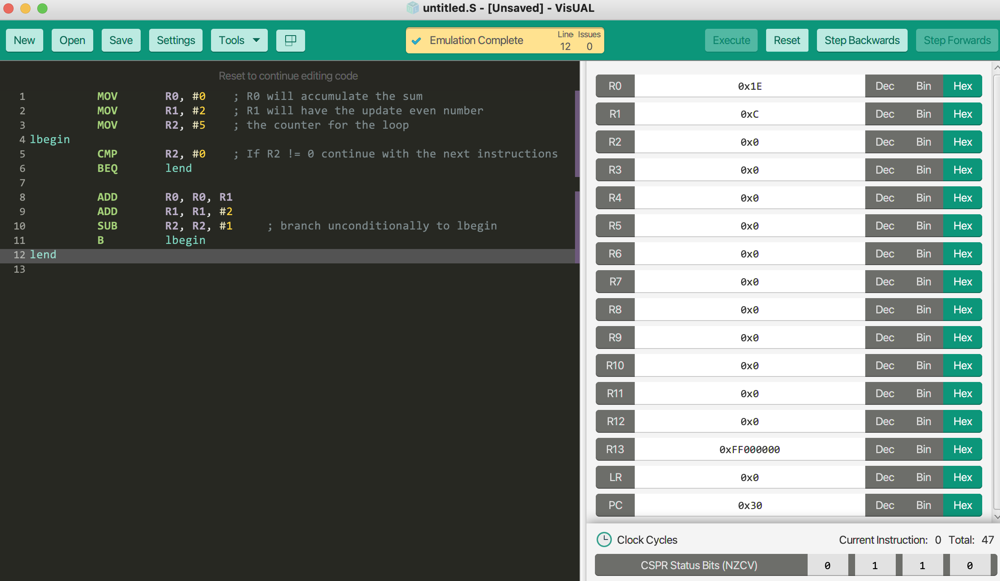 untitled.S - [Unsaved] - VisUAL
New Open Save Settings Tools Emulation Complete Line Issues 12 0 Execute Reset Step Backwards Step Forwards
Reset to continue editing code
1 MOV R0, #0 ; R0 will accumulate the sum
2 MOV R1, #2 ; R1 will have the update even number
3 MOV R2, #5 ; the counter for the loop
4 lbegin
5 CMP R2, #0 ; If R2 != 0 continue with the next instructions
6 BEQ lend
7
8 ADD R0, R0, R1
9 ADD R1, R1, #2
10 SUB R2, R2, #1 ; branch unconditionally to lbegin
11 B lbegin
12 lend
13
R0 0x1E Dec Bin Hex
R1 0xC Dec Bin Hex
R2 0x0 Dec Bin Hex
R3 0x0 Dec Bin Hex
R4 0x0 Dec Bin Hex
R5 0x0 Dec Bin Hex
R6 0x0 Dec Bin Hex
R7 0x0 Dec Bin Hex
R8 0x0 Dec Bin Hex
R9 0x0 Dec Bin Hex
R10 0x0 Dec Bin Hex
R11 0x0 Dec Bin Hex
R12 0x0 Dec Bin Hex
R13 0xFF000000 Dec Bin Hex
LR 0x0 Dec Bin Hex
PC 0x30 Dec Bin Hex
Clock Cycles Current Instruction: 0 Total: 47
CSPR Status Bits (NZCV) 0 1 1 0